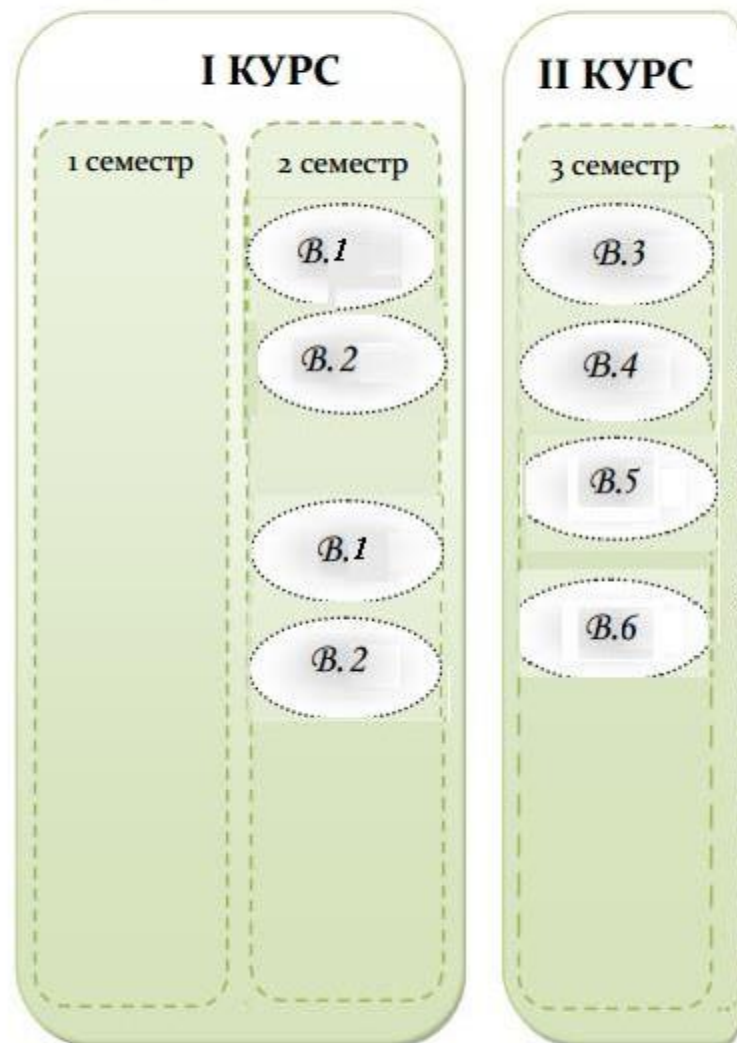 I КУРС
1 семестр
2 семестр
В.1
В.2
В.1
В.2
II КУРС
3 семестр
В.3
В.4
В.5
В.6